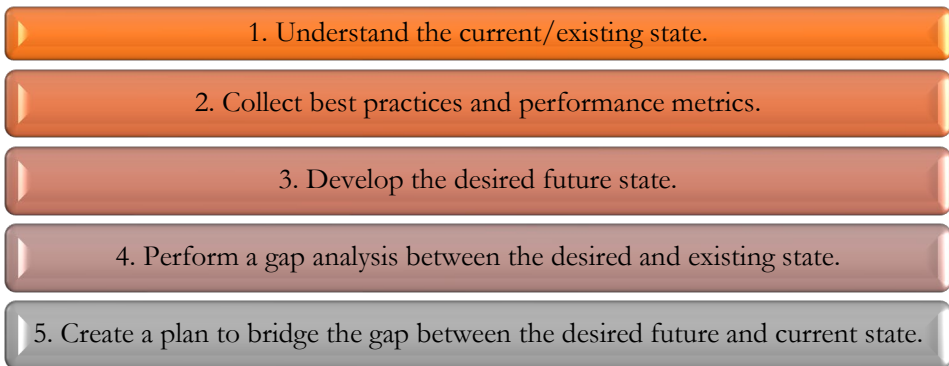 1. Understand the current/existing state.
2. Collect best practices and performance metrics.
3. Develop the desired future state.
4. Perform a gap analysis between the desired and existing state.
5. Create a plan to bridge the gap between the desired future and current state.